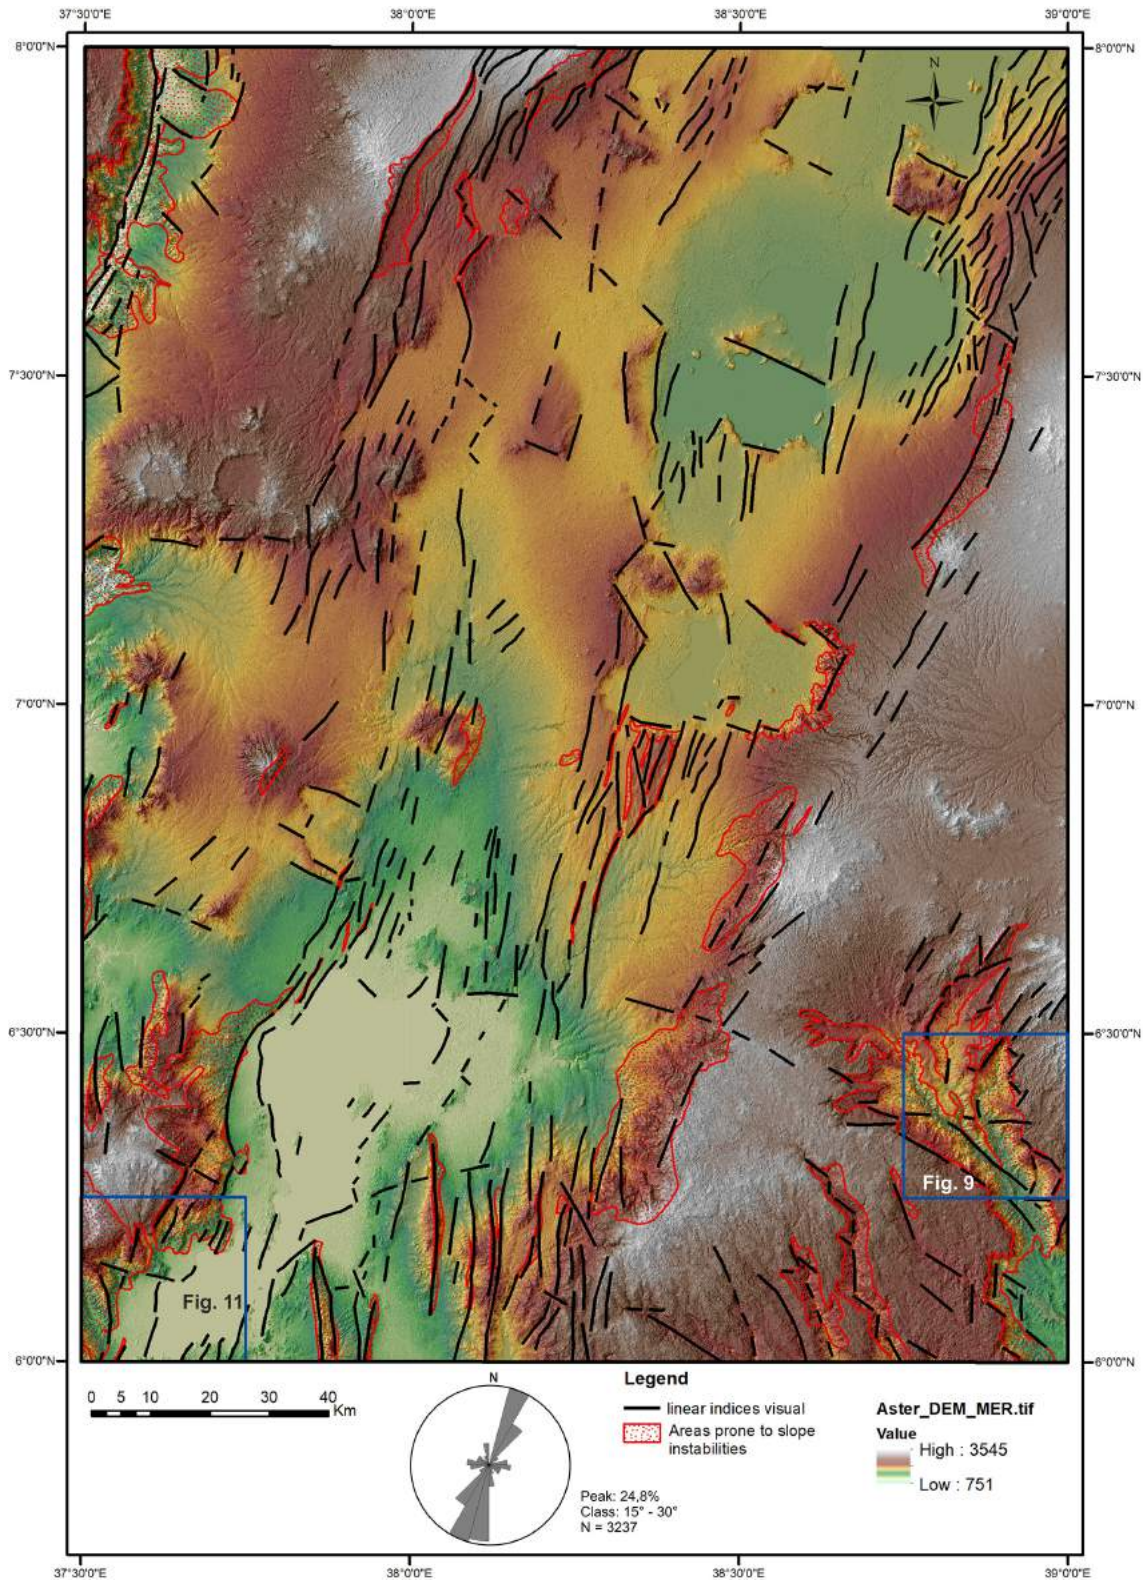 37°30'0"E 38°0'0"E 38°30'0"E 39°0'0"E
8°0'0"N 8°0'0"N
N
7°30'0"N 7°30'0"N
7°0'0"N 7°0'0"N
6°30'0"N 6°30'0"N
Fig. 9
Fig. 11
6°0'0"N 6°0'0"N
0 5 10 20 30 40
Km
N
Peak: 24,8%
Class: 15° - 30°
N = 3237
Legend
linear indices visual
Areas prone to slope
instabilities
Aster_DEM_MER.tif
Value
High : 3545
Low : 751
37°30'0"E 38°0'0"E 38°30'0"E 39°0'0"E